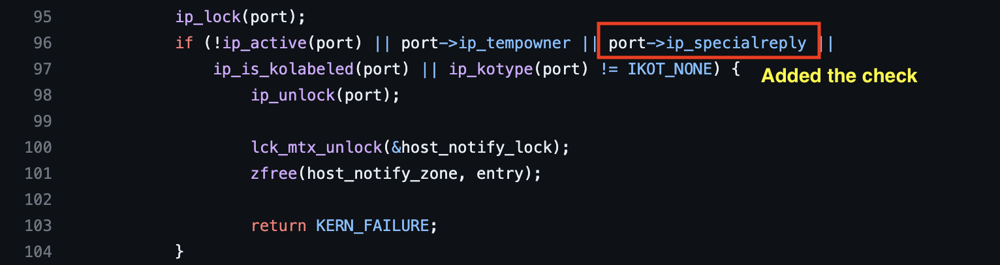 95 ip_lock(port);
96 if (!ip_active(port) || port->ip_tempowner || port->ip_specialreply ||
97 ip_is_kolabeled(port) || ip_kotype(port) != IKOT_NONE) {
Added the check
98 ip_unlock(port);
99
100 lck_mtx_unlock(&host_notify_lock);
101 zfree(host_notify_zone, entry);
102
103 return KERN_FAILURE;
104 }